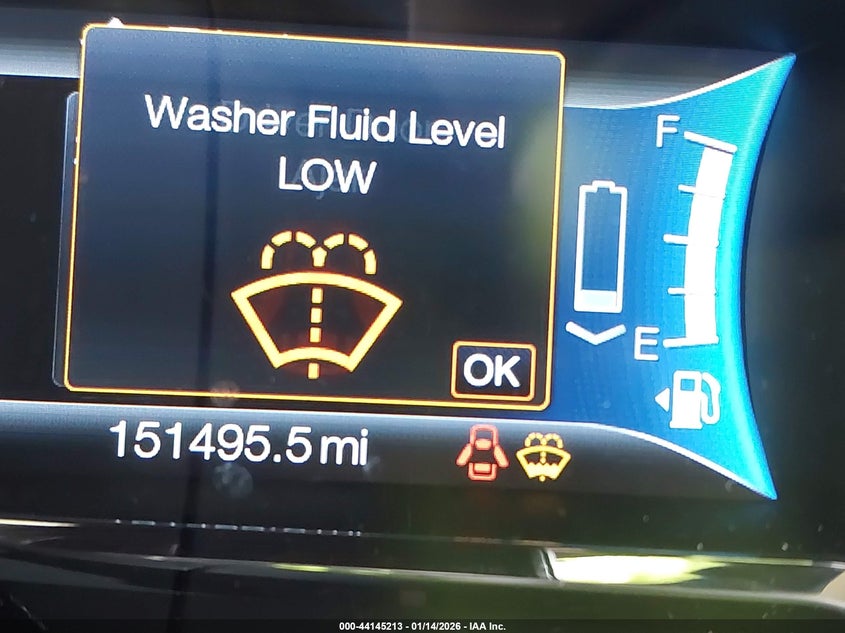 Washer Fluid Level
LOW
OK
F
E
151495.5 mi
000-44145213 - 01/14/2026 - IAA Inc.